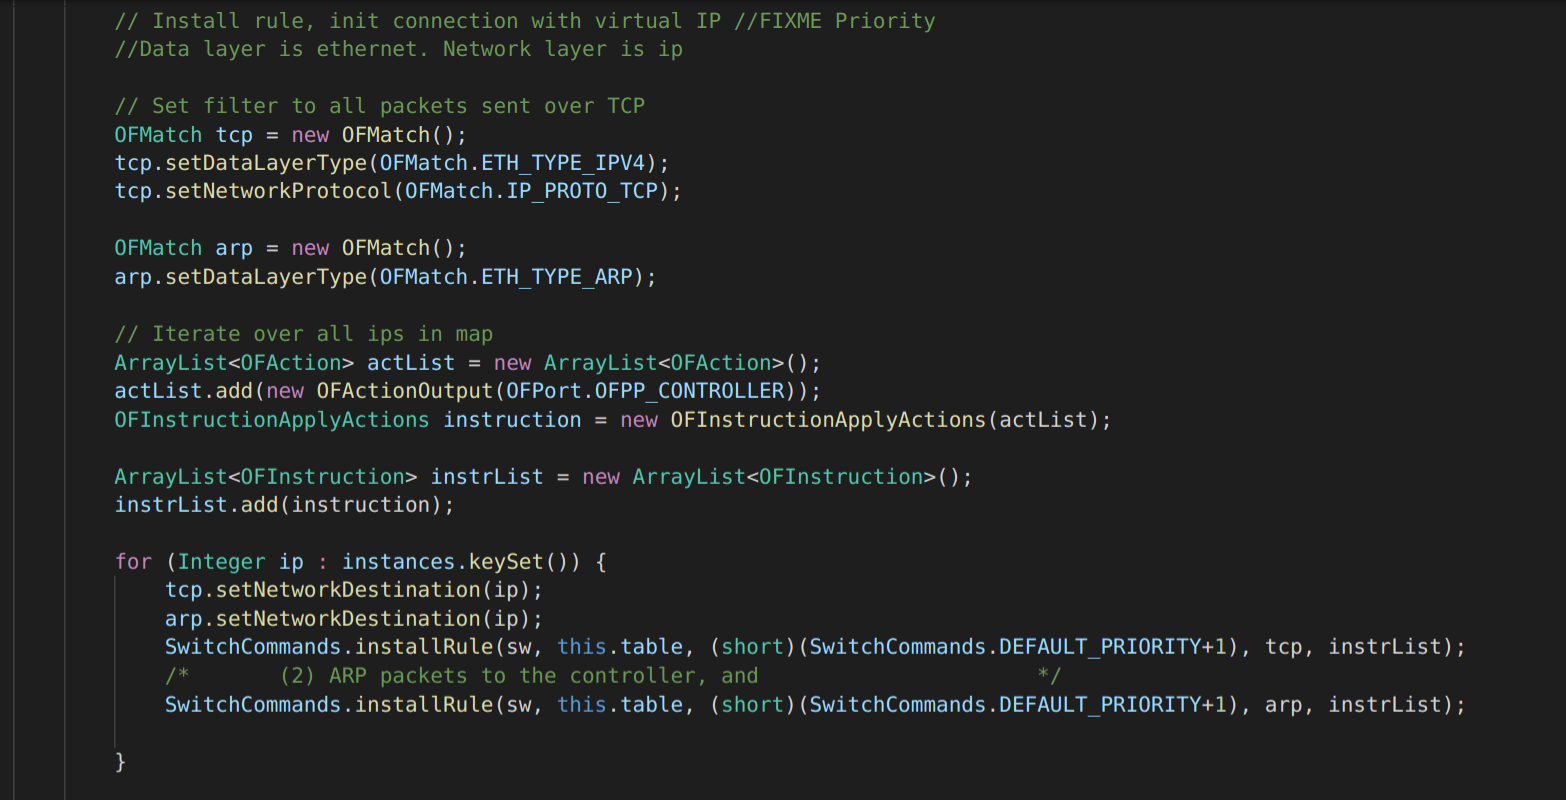 // Install rule, init connection with virtual IP //FIXME Priority
//Data layer is ethernet. Network layer is ip
// Set filter to all packets sent over TCP
OFMatch tcp = new OFMatch();
tcp.setDataLayerType(OFMatch.ETH_TYPE_IPV4);
tcp.setNetworkProtocol(OFMatch.IP_PROTO_TCP);
OFMatch arp = new OFMatch();
arp.setDataLayerType(OFMatch.ETH_TYPE_ARP);
// Iterate over all ips in map
ArrayList<OFAction> actList = new ArrayList<OFAction>();
actList.add(new OFActionOutput(OFPort.OFPP_CONTROLLER));
OFInstructionApplyActions instruction = new OFInstructionApplyActions(actList);
ArrayList<OFInstruction> instrList = new ArrayList<OFInstruction>();
instrList.add(instruction);
for (Integer ip : instances.keySet()) {
    tcp.setNetworkDestination(ip);
    arp.setNetworkDestination(ip);
    SwitchCommands.installRule(sw, this.table, (short)(SwitchCommands.DEFAULT_PRIORITY+1), tcp, instrList);
    /*       (2) ARP packets to the controller, and                      */
    SwitchCommands.installRule(sw, this.table, (short)(SwitchCommands.DEFAULT_PRIORITY+1), arp, instrList);
}